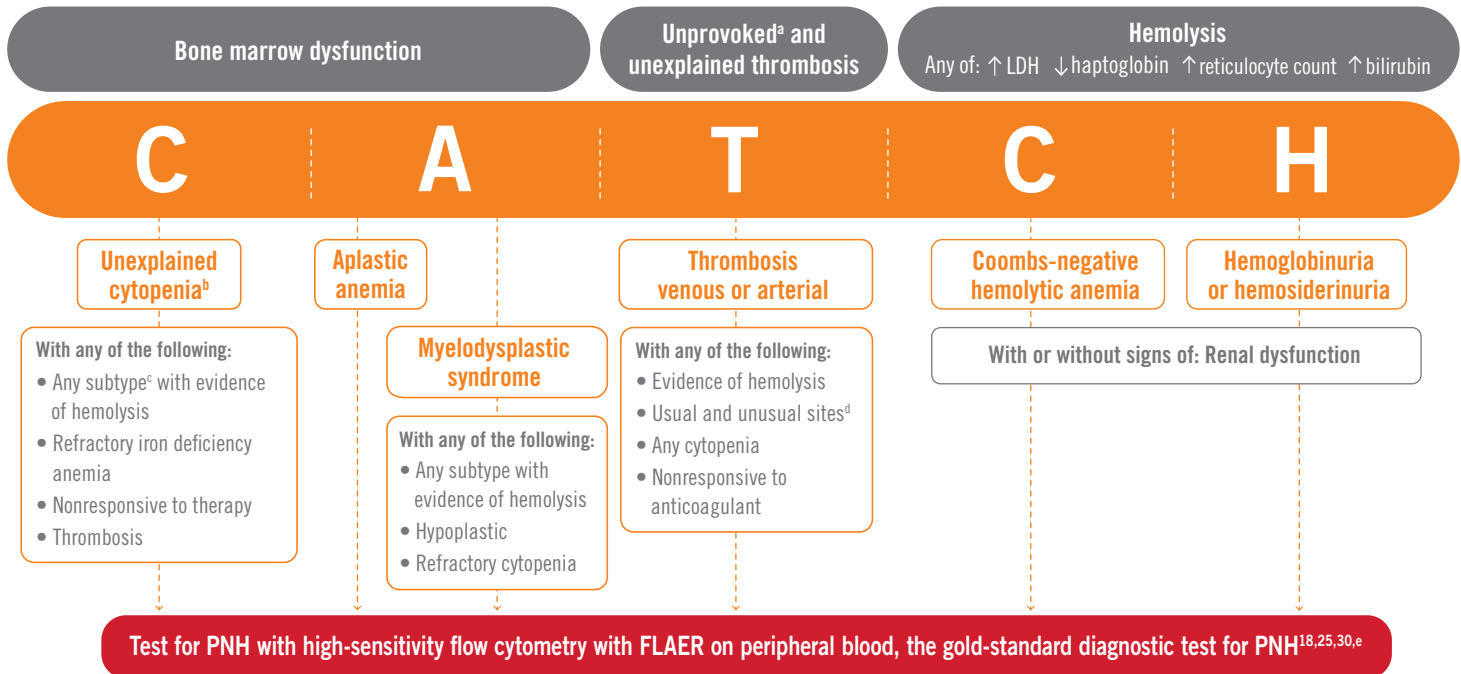 Bone marrow dysfunction
Unprovokedᵃ and
unexplained thrombosis
Hemolysis
Any of: ↑ LDH ↓ haptoglobin ↑ reticulocyte count ↑ bilirubin
C A T C H
Unexplained
cytopeniaᵇ
With any of the following:
• Any subtypeᶜ with evidence
of hemolysis
• Refractory iron deficiency
anemia
• Nonresponsive to therapy
• Thrombosis
Aplastic
anemia
Myelodysplastic
syndrome
With any of the following:
• Any subtype with
evidence of hemolysis
• Hypoplastic
• Refractory cytopenia
Thrombosis
venous or arterial
With any of the following:
• Evidence of hemolysis
• Usual and unusual sitesᵈ
• Any cytopenia
• Nonresponsive to
anticoagulant
Coombs-negative
hemolytic anemia
Hemoglobinuria
or hemosiderinuria
With or without signs of: Renal dysfunction
Test for PNH with high-sensitivity flow cytometry with FLAER on peripheral blood, the gold-standard diagnostic test for PNH¹⁸,²⁵,³⁰,ᵉ